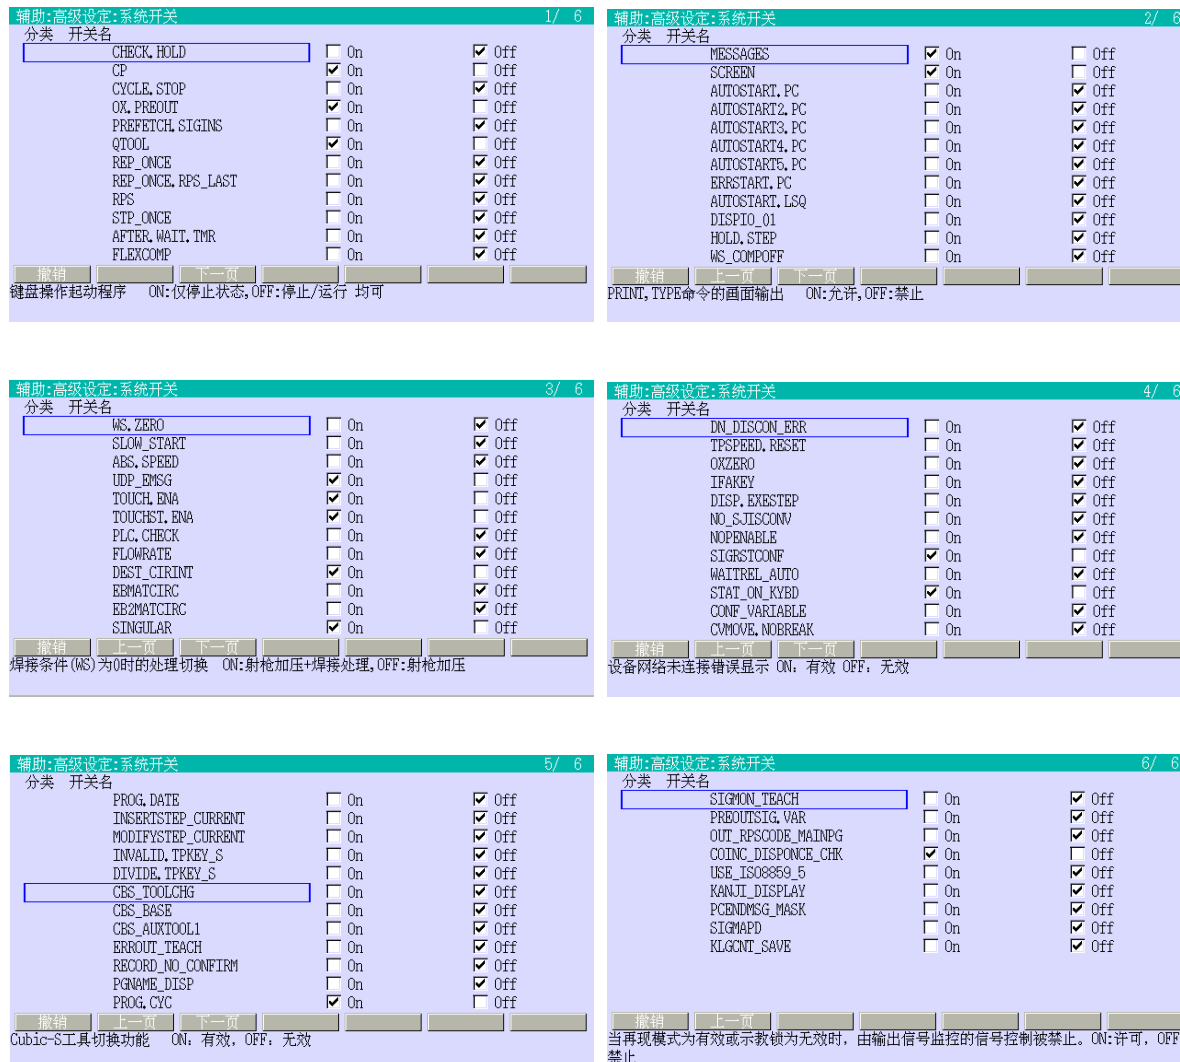 辅助:高级设定:系统开关 1/ 6
分类 开关名
CHECK.HOLD On Off
CP On Off
CYCLE.STOP On Off
OX.PREOUT On Off
PREFETCH.SIGINS On Off
QTOOL On Off
REP_ONCE On Off
REP_ONCE.RPS_LAST On Off
RPS On Off
STP_ONCE On Off
AFTER.WAIT.TMR On Off
FLEXCOMP On Off
撤销 下一页
键盘操作起动程序 ON:仅停止状态,OFF:停止/运行 均可
辅助:高级设定:系统开关 2/ 6
分类 开关名
MESSAGES On Off
SCREEN On Off
AUTOSTART.PC On Off
AUTOSTART2.PC On Off
AUTOSTART3.PC On Off
AUTOSTART4.PC On Off
AUTOSTART5.PC On Off
ERRSTART.PC On Off
AUTOSTART.LSQ On Off
DISPIO_01 On Off
HOLD.STEP On Off
WS_COMPOFF On Off
撤销 上一页 下一页
PRINT,TYPE命令的画面输出 ON:允许,OFF:禁止
辅助:高级设定:系统开关 3/ 6
分类 开关名
WS.ZERO On Off
SLOW_START On Off
ABS.SPEED On Off
UDP_EMSG On Off
TOUCH.ENA On Off
TOUCHST.ENA On Off
PLC.CHECK On Off
FLOWRATE On Off
DEST_CIRINT On Off
EBMATCIRC On Off
EB2MATCIRC On Off
SINGULAR On Off
撤销 上一页 下一页
焊接条件(WS)为0时的处理切换 ON:射枪加压+焊接处理,OFF:射枪加压
辅助:高级设定:系统开关 4/ 6
分类 开关名
DN_DISCON_ERR On Off
TPSPEED.RESET On Off
OXZERO On Off
IFAKEY On Off
DISP.EXESTEP On Off
NO_SJISCONV On Off
NOPENABLE On Off
SIGRSTCONF On Off
WAITREL_AUTO On Off
STAT_ON_KYBD On Off
CONF_VARIABLE On Off
CVMOVE.NOBREAK On Off
撤销 上一页 下一页
设备网络未连接错误显示 ON: 有效 OFF: 无效
辅助:高级设定:系统开关 5/ 6
分类 开关名
PROG.DATE On Off
INSERTSTEP_CURRENT On Off
MODIFYSTEP_CURRENT On Off
INVALID.TPKEY_S On Off
DIVIDE.TPKEY_S On Off
CBS_TOOLCHG On Off
CBS_BASE On Off
CBS_AUXTOOL1 On Off
ERROUT_TEACH On Off
RECORD_NO_CONFIRM On Off
PGNAME_DISP On Off
PROG.CYC On Off
撤销 上一页 下一页
Cubic-S工具切换功能 ON: 有效, OFF: 无效
辅助:高级设定:系统开关 6/ 6
分类 开关名
SIGMON_TEACH On Off
PREOUTSIG.VAR On Off
OUT_RPSCODE_MAINPG On Off
COINC_DISPONCE_CHK On Off
USE_ISO8859_5 On Off
KANJI_DISPLAY On Off
PCENDMSG_MASK On Off
SIGMAPD On Off
KLGCNT_SAVE On Off
撤销 上一页
当再现模式为有效或示教锁为无效时, 由输出信号监控的信号控制被禁止。ON:许可, OFF
禁止